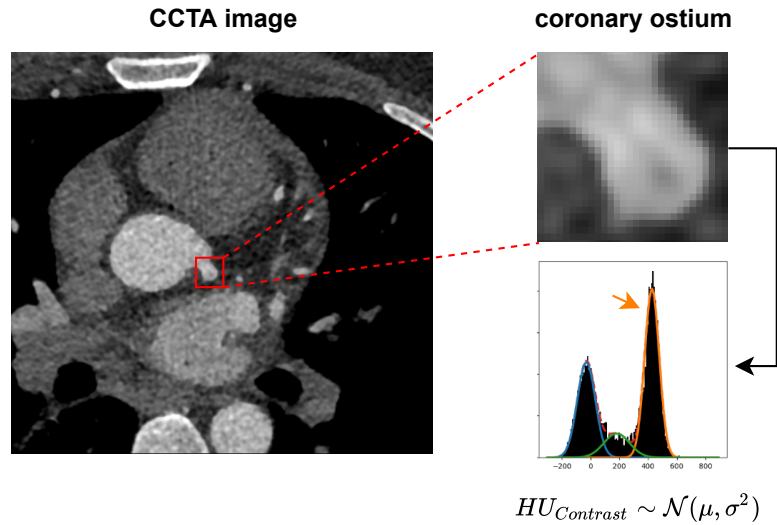 CCTA image
coronary ostium
−200 0 200 400 600 800
HU_{Contrast} ∼ 𝒩(μ, σ²)